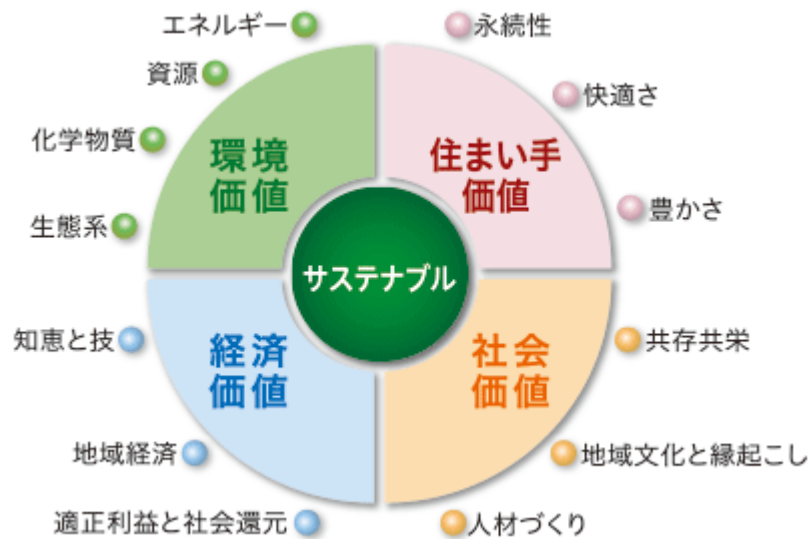 エネルギー
資源
化学物質
生態系
環境
価値
永続性
快適さ
豊かさ
住まい手
価値
サステナブル
知恵と技
地域経済
適正利益と社会還元
経済
価値
共存共栄
地域文化と縁起こし
人材づくり
社会
価値